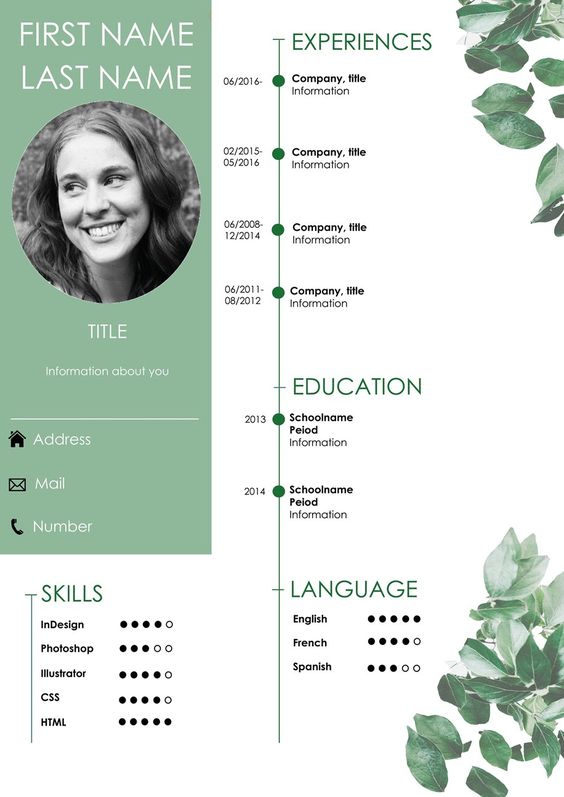 FIRST NAME
LAST NAME
TITLE
Information about you
Address
Mail
Number
EXPERIENCES
06/2016-
Company, title
Information
02/2015-
05/2016
Company, title
Information
06/2008-
12/2014
Company, title
Information
06/2011-
08/2012
Company, title
Information
EDUCATION
2013
Schoolname
Peiod
Information
2014
Schoolname
Peiod
Information
SKILLS
InDesign
Photoshop
Illustrator
CSS
HTML
LANGUAGE
English
French
Spanish